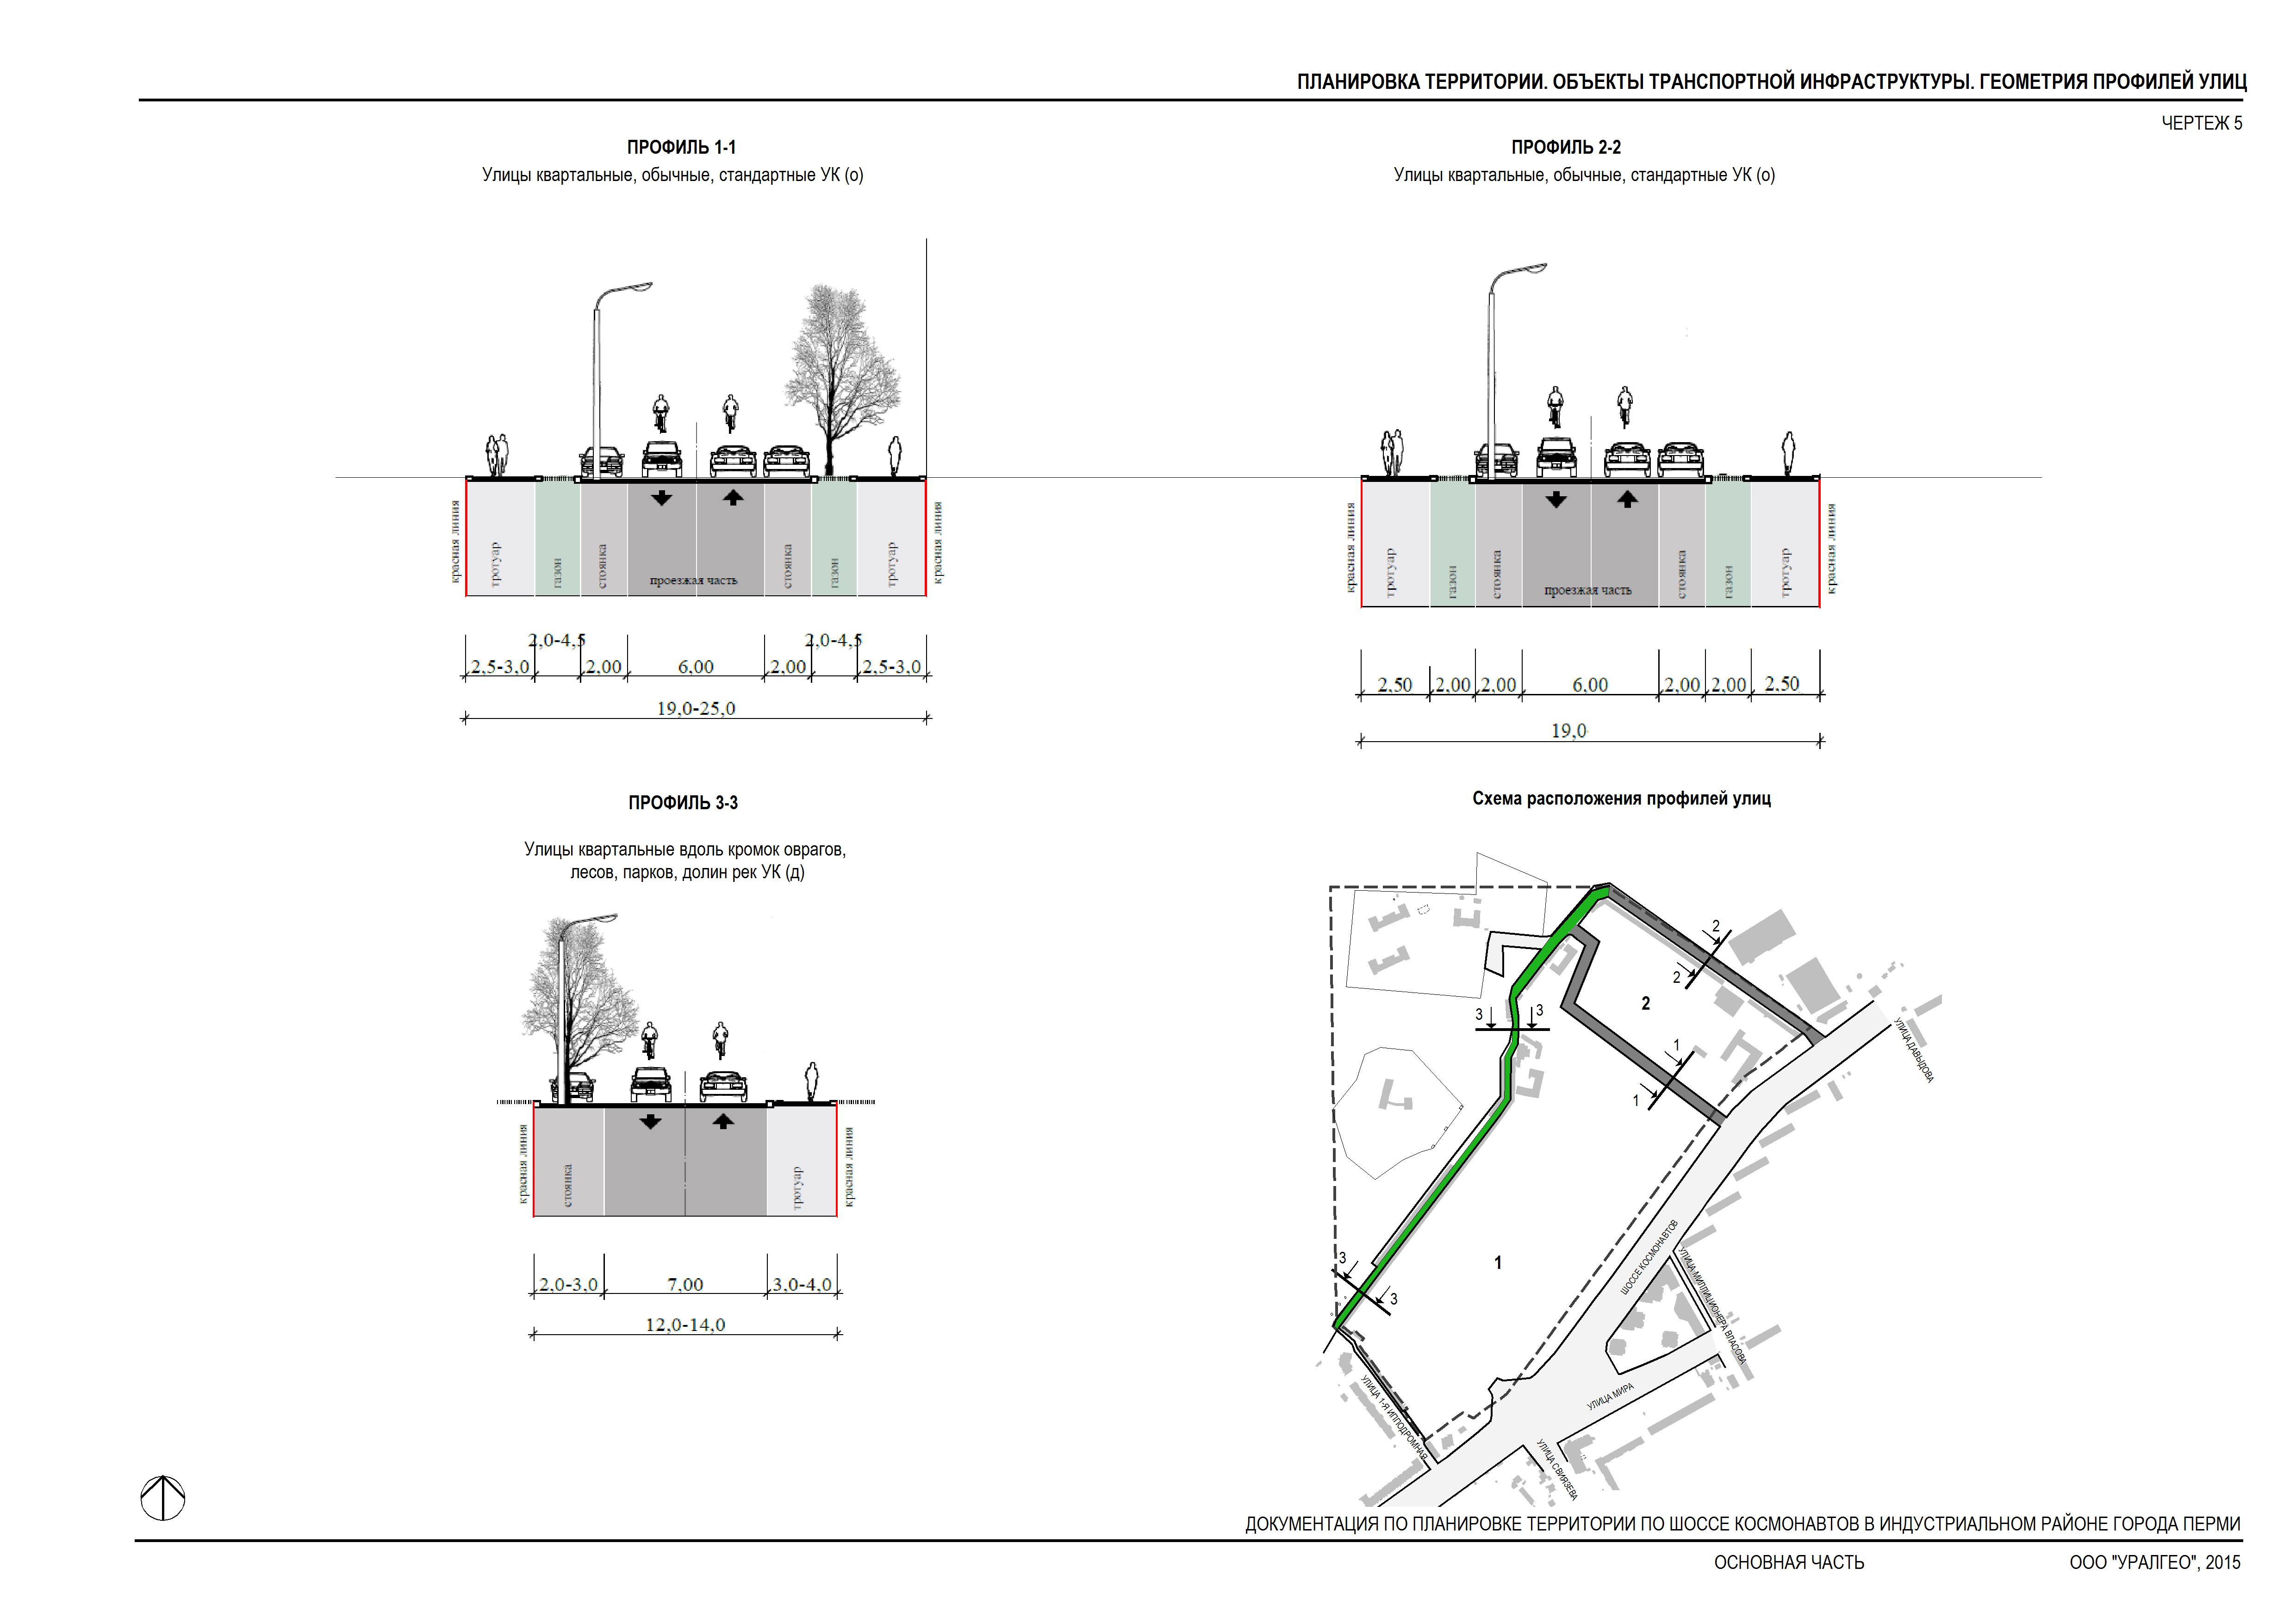 ПЛАНИРОВКА ТЕРРИТОРИИ. ОБЪЕКТЫ ТРАНСПОРТНОЙ ИНФРАСТРУКТУРЫ. ГЕОМЕТРИЯ ПРОФИЛЕЙ УЛИЦ
ЧЕРТЕЖ 5
ПРОФИЛЬ 1-1
Улицы квартальные, обычные, стандартные УК (о)
красная линия
тротуар
газон
стоянка
проезжая часть
стоянка
газон
тротуар
красная линия
2,0-4,5
2,0-4,5
2,5-3,0
2,00
6,00
2,00
2,5-3,0
19,0-25,0
ПРОФИЛЬ 2-2
Улицы квартальные, обычные, стандартные УК (о)
красная линия
тротуар
газон
стоянка
проезжая часть
стоянка
газон
тротуар
красная линия
2,50
2,00
2,00
6,00
2,00
2,00
2,50
19,0
ПРОФИЛЬ 3-3
Улицы квартальные вдоль кромок оврагов,
лесов, парков, долин рек УК (д)
красная линия
стоянка
тротуар
красная линия
2,0-3,0
7,00
3,0-4,0
12,0-14,0
Схема расположения профилей улиц
2
2
2
3
3
1
1
1
3
3
УЛИЦА ДАВЫДОВА
ШОССЕ КОСМОНАВТОВ
УЛИЦА МИЛЛИЦИОНЕРА ВЛАСОВА
УЛИЦА МИРА
УЛИЦА 1-Я ИППОДРОМНАЯ
УЛИЦА СВИЯЗЕВА
ДОКУМЕНТАЦИЯ ПО ПЛАНИРОВКЕ ТЕРРИТОРИИ ПО ШОССЕ КОСМОНАВТОВ В ИНДУСТРИАЛЬНОМ РАЙОНЕ ГОРОДА ПЕРМИ
ОСНОВНАЯ ЧАСТЬ
ООО "УРАЛГЕО", 2015